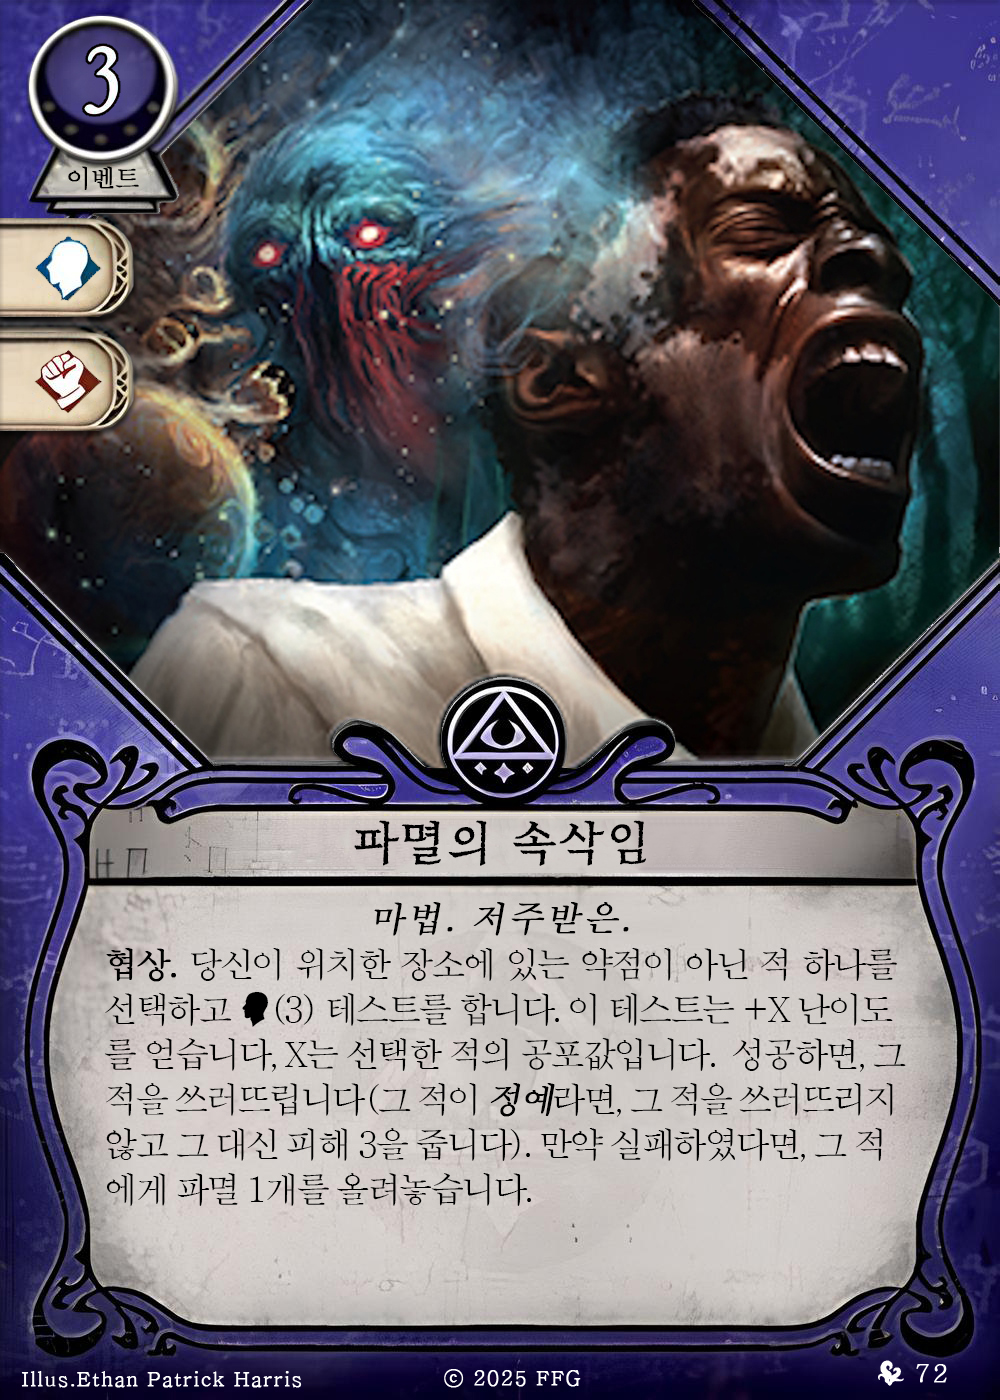 3
이벤트
파멸의 속삭임
마법. 저주받은.
협상. 당신이 위치한 장소에 있는 약점이 아닌 적 하나를
선택하고 (3) 테스트를 합니다. 이 테스트는 +X 난이도
를 얻습니다, X는 선택한 적의 공포값입니다. 성공하면, 그
적을 쓰러뜨립니다(그 적이 정예라면, 그 적을 쓰러뜨리지
않고 그 대신 피해 3을 줍니다). 만약 실패하였다면, 그 적
에게 파멸 1개를 올려놓습니다.
Illus.Ethan Patrick Harris
© 2025 FFG
72